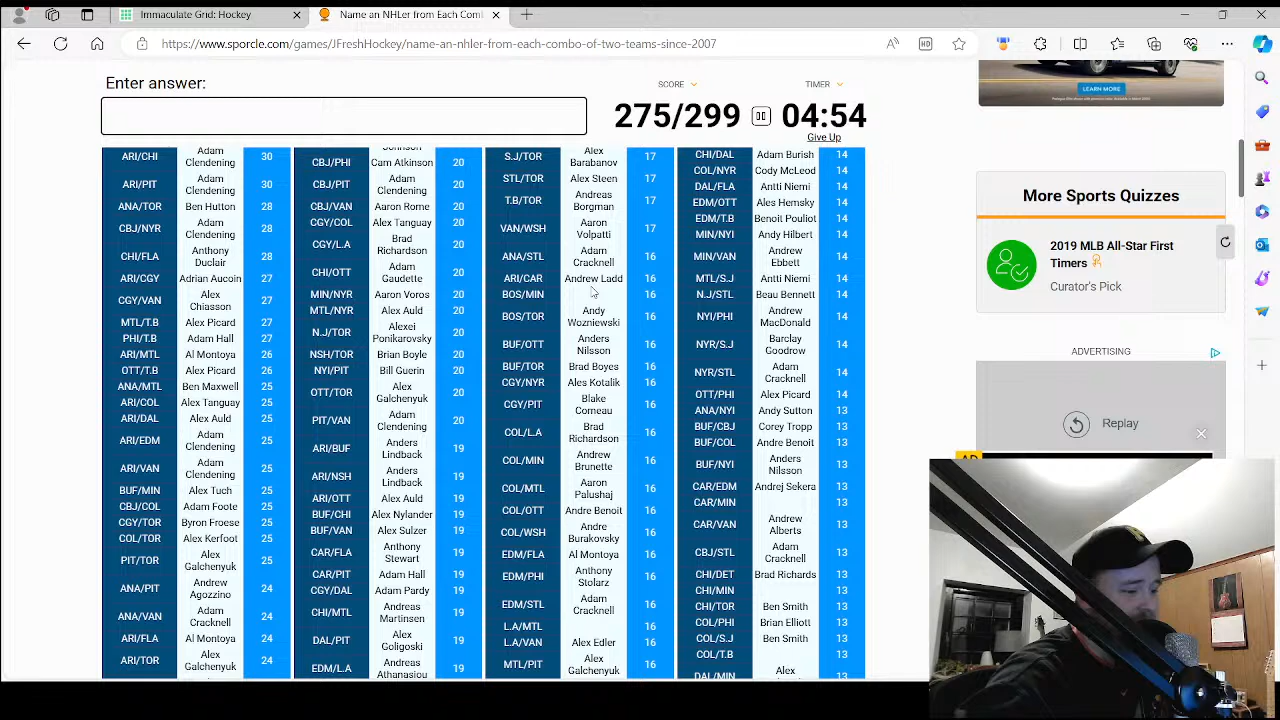 Immaculate Grid: Hockey
Name an NHLer from Each Comb
https://www.sporcle.com/games/JFreshHockey/name-an-nhler-from-each-combo-of-two-teams-since-2007
Enter answer:
SCORE
TIMER
275/299
04:54
Give Up
LEARN MORE
ARI/CHI Adam Clendening 30
ARI/PIT Adam Clendening 30
ANA/TOR Ben Hutton 28
CBJ/NYR Adam Clendening 28
CHI/FLA Anthony Duclair 28
ARI/CGY Adrian Aucoin 27
CGY/VAN Alex Chiasson 27
MTL/T.B Alex Picard 27
PHI/T.B Adam Hall 27
ARI/MTL Al Montoya 26
OTT/T.B Alex Picard 26
ANA/MTL Ben Maxwell 25
ARI/COL Alex Tanguay 25
ARI/DAL Alex Auld 25
ARI/EDM Adam Clendening 25
ARI/VAN Adam Clendening 25
BUF/MIN Alex Tuch 25
CBJ/COL Adam Foote 25
CGY/TOR Byron Froese 25
COL/TOR Alex Kerfoot 25
PIT/TOR Alex Galchenyuk 25
ANA/PIT Andrew Agozzino 24
ANA/VAN Adam Cracknell 24
ARI/FLA Al Montoya 24
ARI/TOR Alex Galchenyuk 24
Johnson
CBJ/PHI Cam Atkinson 20
CBJ/PIT Adam Clendening 20
CBJ/VAN Aaron Rome 20
CGY/COL Alex Tanguay 20
CGY/L.A Brad Richardson 20
CHI/OTT Adam Gaudette 20
MIN/NYR Aaron Voros 20
MTL/NYR Alex Auld 20
N.J/TOR Alexei Ponikarovsky 20
NSH/TOR Brian Boyle 20
NYI/PIT Bill Guerin 20
OTT/TOR Alex Galchenyuk 20
PIT/VAN Adam Clendening 20
ARI/BUF Anders Lindback 19
ARI/NSH Anders Lindback 19
ARI/OTT Alex Auld 19
BUF/CHI Alex Nylander 19
BUF/VAN Alex Sulzer 19
CAR/FLA Anthony Stewart 19
CAR/PIT Adam Hall 19
CGY/DAL Adam Pardy 19
CHI/MTL Andreas Martinsen 19
DAL/PIT Alex Goligoski 19
EDM/L.A Andreas Athanasiou 19
S.J/TOR Alex Barabanov 17
STL/TOR Alex Steen 17
T.B/TOR Andreas Borgman 17
VAN/WSH Aaron Volpatti 17
ANA/STL Adam Cracknell 16
ARI/CAR Andrew Ladd 16
BOS/MIN 16
BOS/TOR Andy Wozniewski 16
BUF/OTT Anders Nilsson 16
BUF/TOR Brad Boyes 16
CGY/NYR Ales Kotalik 16
CGY/PIT Blake Comeau 16
COL/L.A Brad Richardson 16
COL/MIN Andrew Brunette 16
COL/MTL Aaron Palushaj 16
COL/OTT Andre Benoit 16
COL/WSH Andre Burakovsky 16
EDM/FLA Al Montoya 16
EDM/PHI Anthony Stolarz 16
EDM/STL Adam Cracknell 16
L.A/MTL 16
L.A/VAN Alex Edler 16
MTL/PIT Alex Galchenyuk 16
CHI/DAL Adam Burish 14
COL/NYR Cody McLeod 14
DAL/FLA Antti Niemi 14
EDM/OTT Ales Hemsky 14
EDM/T.B Benoit Pouliot 14
MIN/NYI Andy Hilbert 14
MIN/VAN Andrew Ebbett 14
MTL/S.J Antti Niemi 14
N.J/STL Beau Bennett 14
NYI/PHI Andrew MacDonald 14
NYR/S.J Barclay Goodrow 14
NYR/STL Adam Cracknell 14
OTT/PHI Alex Picard 14
ANA/NYI Andy Sutton 13
BUF/CBJ Corey Tropp 13
BUF/COL Andre Benoit 13
BUF/NYI Anders Nilsson 13
CAR/EDM Andrej Sekera 13
CAR/MIN 13
CAR/VAN Andrew Alberts 13
CBJ/STL Adam Cracknell 13
CHI/DET Brad Richards 13
CHI/MIN 13
CHI/TOR Ben Smith 13
COL/PHI Brian Elliott 13
COL/S.J Ben Smith 13
COL/T.B 13
DAL/MIN Alex
More Sports Quizzes
2019 MLB All-Star First
Timers
Curator's Pick
ADVERTISING
Replay
AD